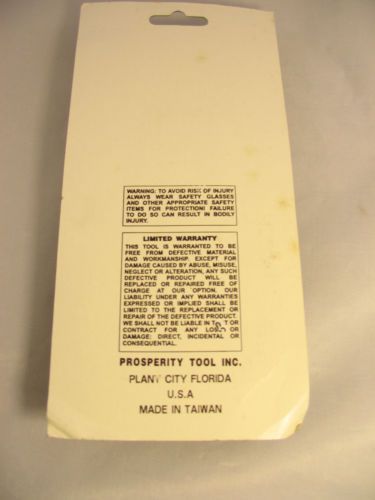 WARNING: TO AVOID RISK OF INJURY
ALWAYS WEAR SAFETY GLASSES
AND OTHER APPROPRIATE SAFETY
ITEMS FOR PROTECTION! FAILURE
TO DO SO CAN RESULT IN BODILY
INJURY.
LIMITED WARRANTY
THIS TOOL IS WARRANTED TO BE
FREE FROM DEFECTIVE MATERIAL
AND WORKMANSHIP. EXCEPT FOR
DAMAGE CAUSED BY ABUSE, MISUSE,
NEGLECT OR ALTERATION, ANY SUCH
DEFECTIVE PRODUCT WILL BE
REPLACED OR REPAIRED FREE OF
CHARGE AT OUR OPTION. OUR
LIABILITY UNDER ANY WARRANTIES
EXPRESSED OR IMPLIED SHALL BE
LIMITED TO THE REPLACEMENT OR
REPAIR OF THE DEFECTIVE PRODUCT.
WE SHALL NOT BE LIABLE IN TORT OR
CONTRACT FOR ANY LOSS OR
DAMAGE: DIRECT, INCIDENTAL OR
CONSEQUENTIAL.
PROSPERITY TOOL INC.
PLANT CITY FLORIDA
U.S.A
MADE IN TAIWAN